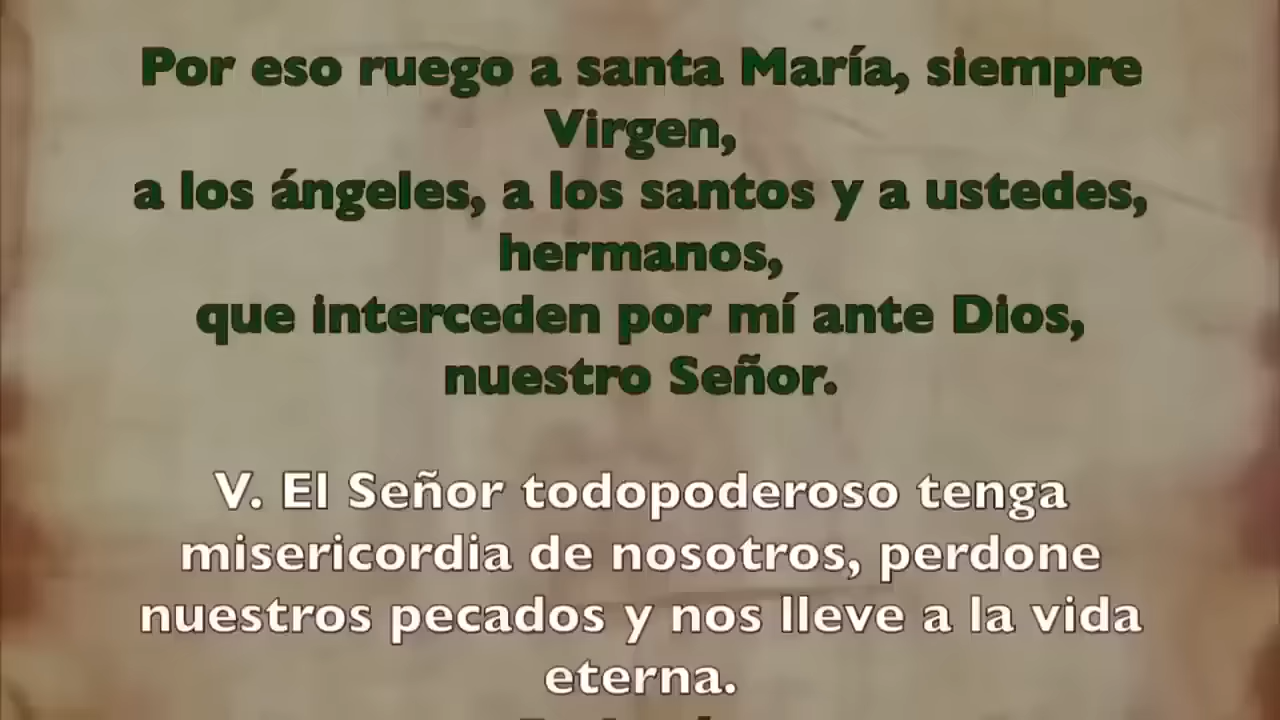 Por eso ruego a santa María, siempre
Virgen,
a los ángeles, a los santos y a ustedes,
hermanos,
que interceden por mí ante Dios,
nuestro Señor.
V. El Señor todopoderoso tenga
misericordia de nosotros, perdone
nuestros pecados y nos lleve a la vida
eterna.